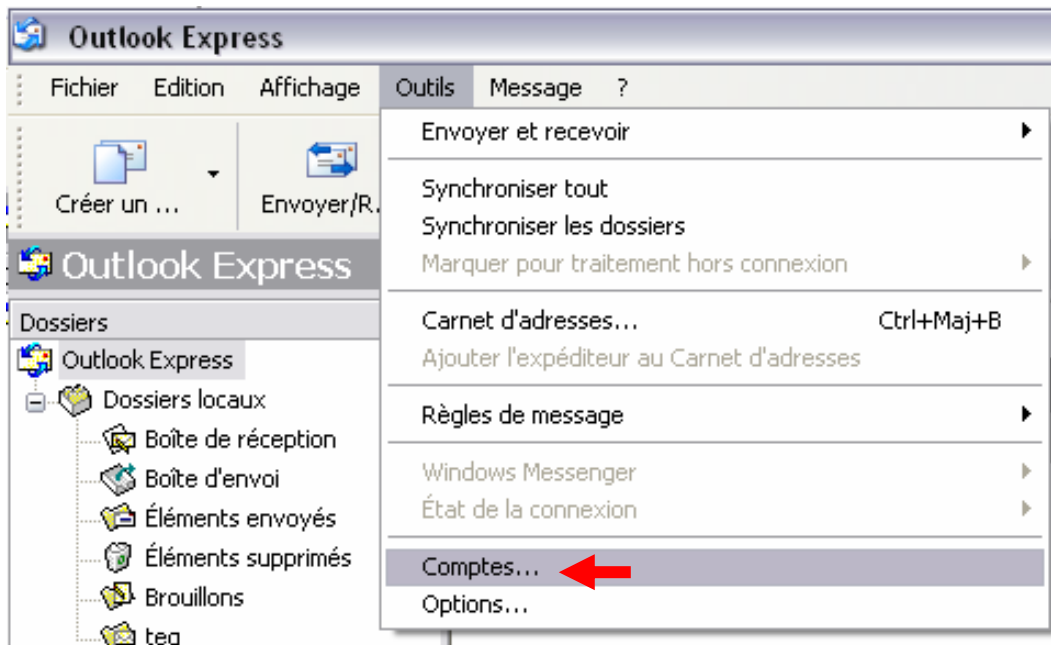 Outlook Express
Fichier Edition Affichage Outils Message ?
Créer un ... Envoyer/R.
Outlook Express
Dossiers
Outlook Express
Dossiers locaux
Boîte de réception
Boîte d'envoi
Éléments envoyés
Éléments supprimés
Brouillons
teq
Envoyer et recevoir
Synchroniser tout
Synchroniser les dossiers
Marquer pour traitement hors connexion
Carnet d'adresses... Ctrl+Maj+B
Ajouter l'expéditeur au Carnet d'adresses
Règles de message
Windows Messenger
État de la connexion
Comptes...
Options...